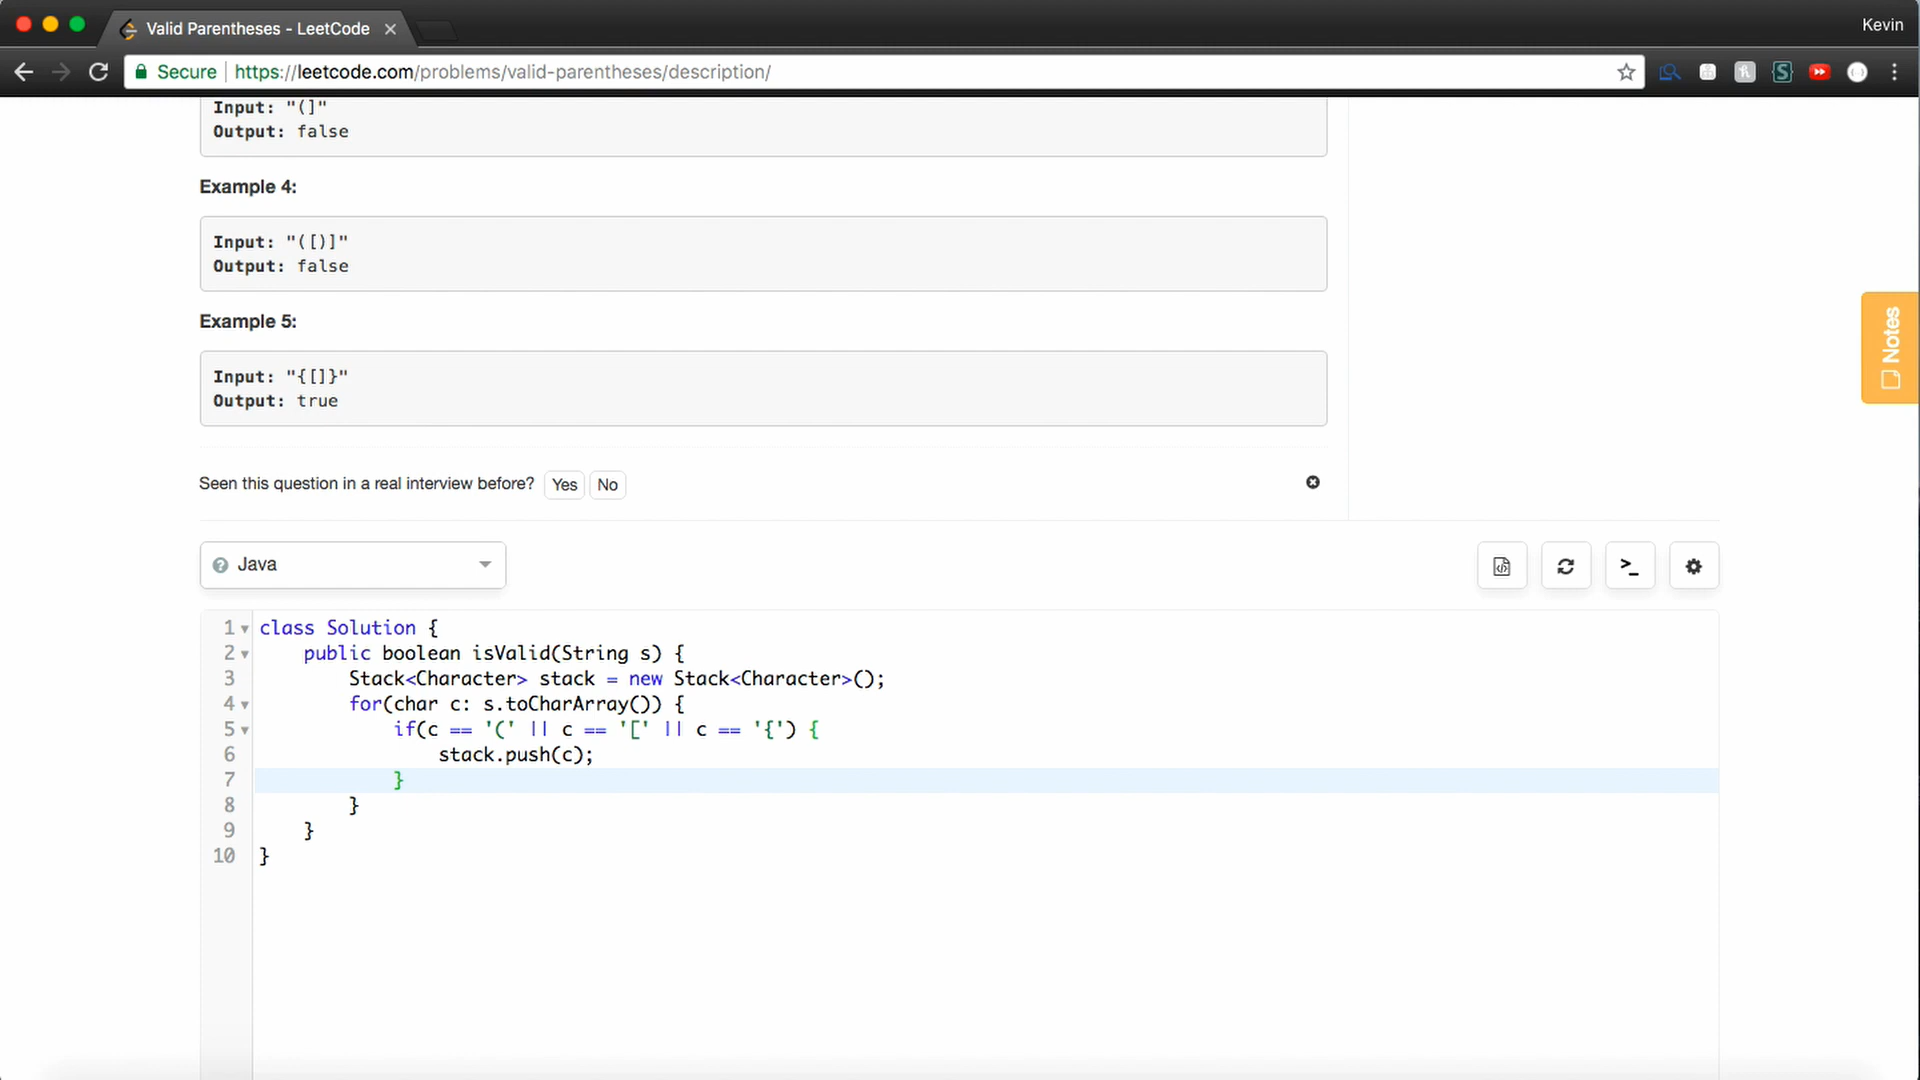 Valid Parentheses - LeetCode
Kevin
Secure
https://leetcode.com/problems/valid-parentheses/description/
Input: "(]"
Output: false
Example 4:
Input: "([)]"
Output: false
Example 5:
Input: "{[]}"
Output: true
Notes
Seen this question in a real interview before? Yes No
Java
>_
1 class Solution {
2     public boolean isValid(String s) {
3         Stack<Character> stack = new Stack<Character>();
4         for(char c: s.toCharArray()) {
5             if(c == '(' || c == '[' || c == '{') {
6                 stack.push(c);
7             }
8         }
9     }
10 }